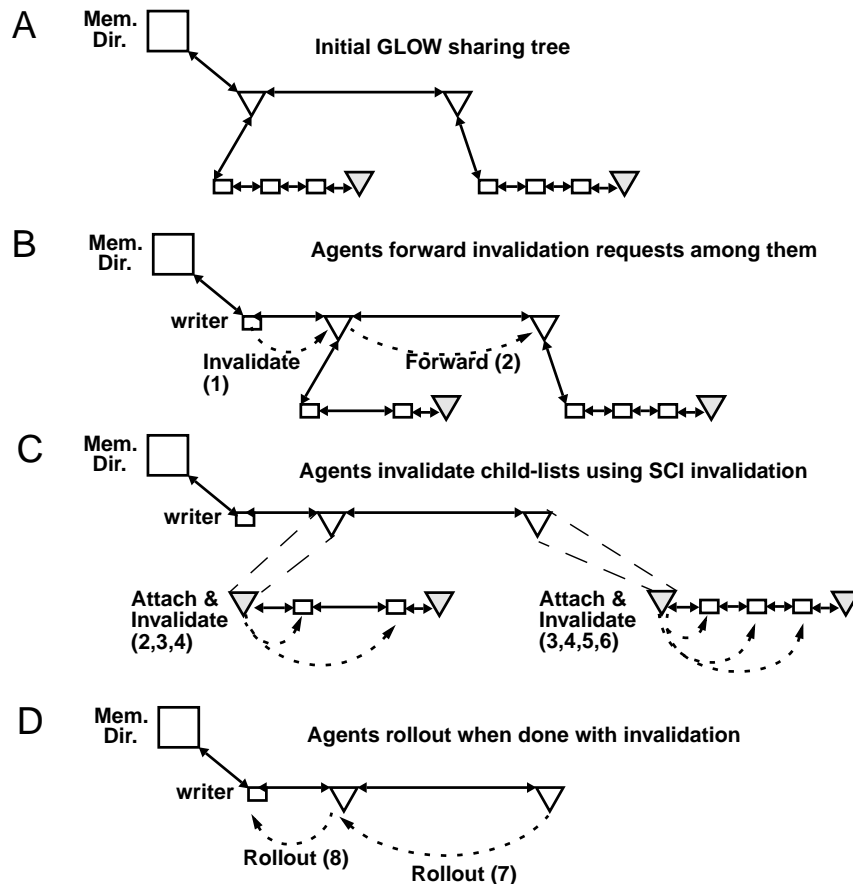 A
Mem.
Dir.
Initial GLOW sharing tree
B
Mem.
Dir.
Agents forward invalidation requests among them
writer
Invalidate
(1)
Forward (2)
C
Mem.
Dir.
Agents invalidate child-lists using SCI invalidation
writer
Attach &
Invalidate
(2,3,4)
Attach &
Invalidate
(3,4,5,6)
D
Mem.
Dir.
Agents rollout when done with invalidation
writer
Rollout (8)
Rollout (7)